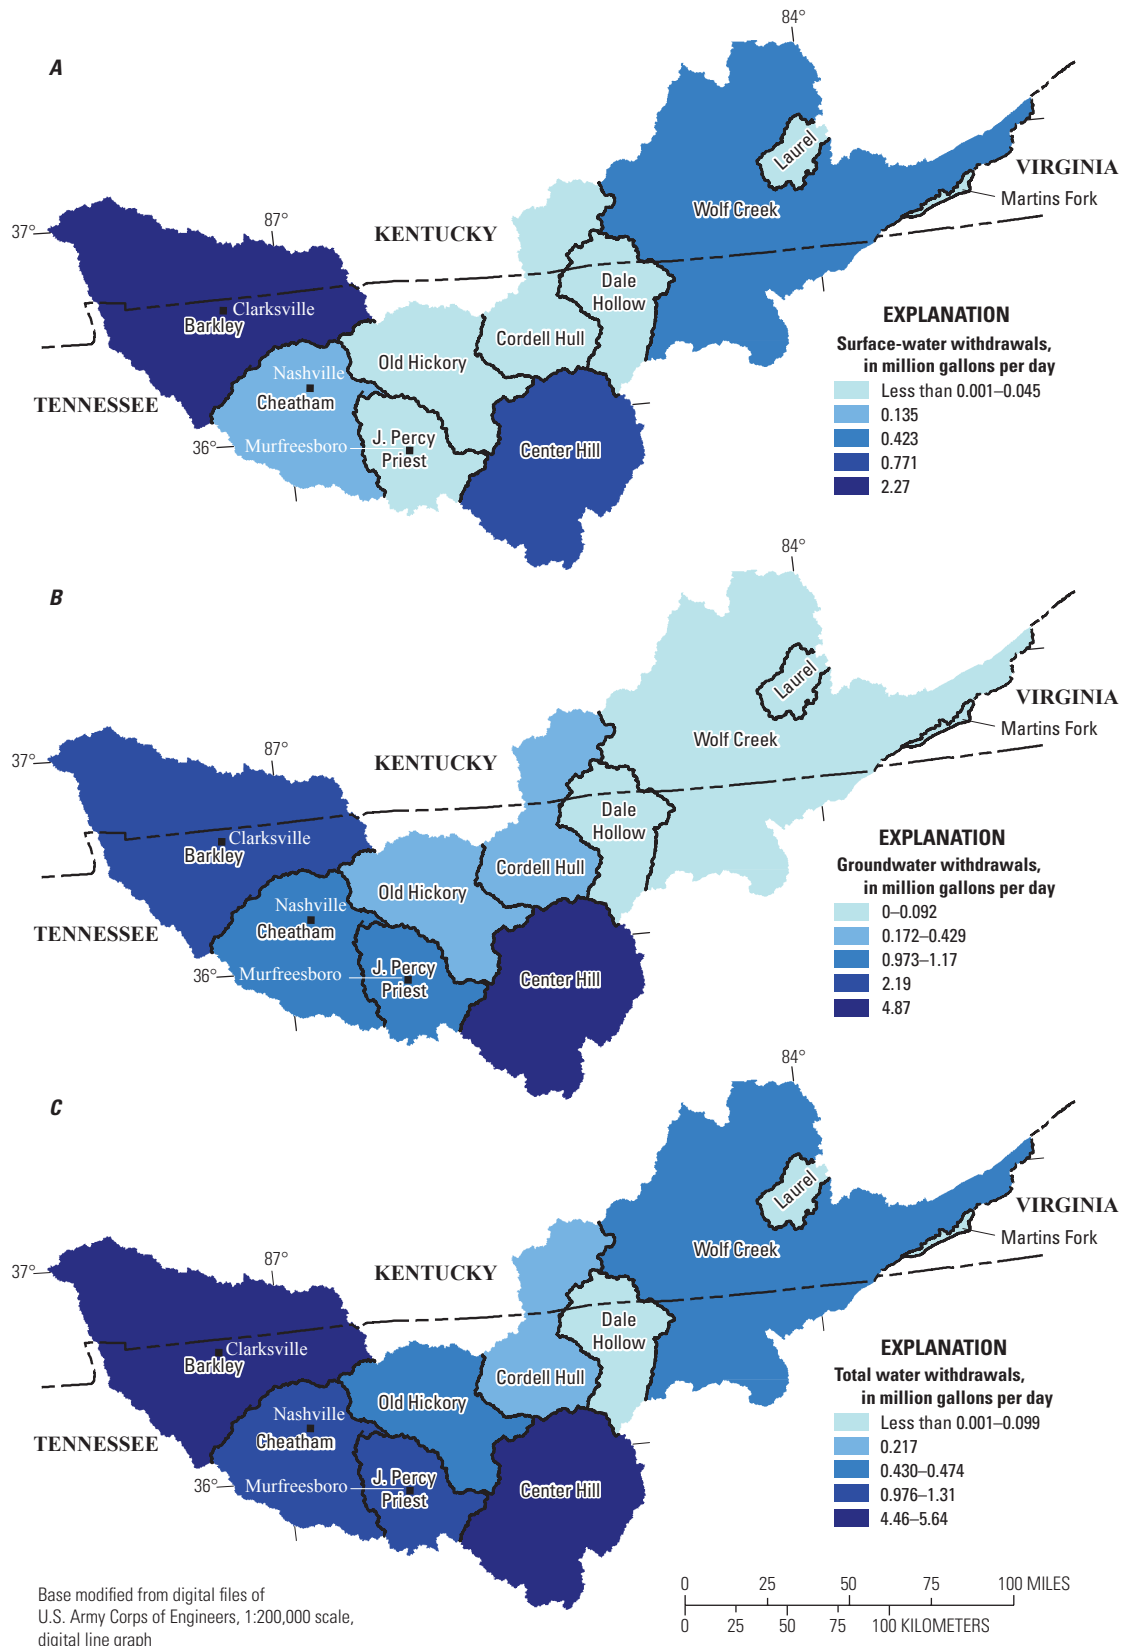 A
84°
Laurel
VIRGINIA
Martins Fork
Wolf Creek
37°
87°
KENTUCKY
Dale
Hollow
Clarksville
Barkley
Cordell Hull
Old Hickory
Nashville
Cheatham
TENNESSEE
36°
Murfreesboro
J. Percy
Priest
Center Hill
EXPLANATION
Surface-water withdrawals,
in million gallons per day
Less than 0.001–0.045
0.135
0.423
0.771
2.27
B
84°
Laurel
VIRGINIA
Martins Fork
Wolf Creek
37°
87°
KENTUCKY
Dale
Hollow
Clarksville
Barkley
Cordell Hull
Old Hickory
Nashville
Cheatham
TENNESSEE
36°
Murfreesboro
J. Percy
Priest
Center Hill
EXPLANATION
Groundwater withdrawals,
in million gallons per day
0–0.092
0.172–0.429
0.973–1.17
2.19
4.87
C
84°
Laurel
VIRGINIA
Martins Fork
Wolf Creek
37°
87°
KENTUCKY
Dale
Hollow
Clarksville
Barkley
Cordell Hull
Old Hickory
Nashville
Cheatham
TENNESSEE
36°
Murfreesboro
J. Percy
Priest
Center Hill
EXPLANATION
Total water withdrawals,
in million gallons per day
Less than 0.001–0.099
0.217
0.430–0.474
0.976–1.31
4.46–5.64
Base modified from digital files of
U.S. Army Corps of Engineers, 1:200,000 scale,
digital line graph
0 25 50 75 100 MILES
0 25 50 75 100 KILOMETERS